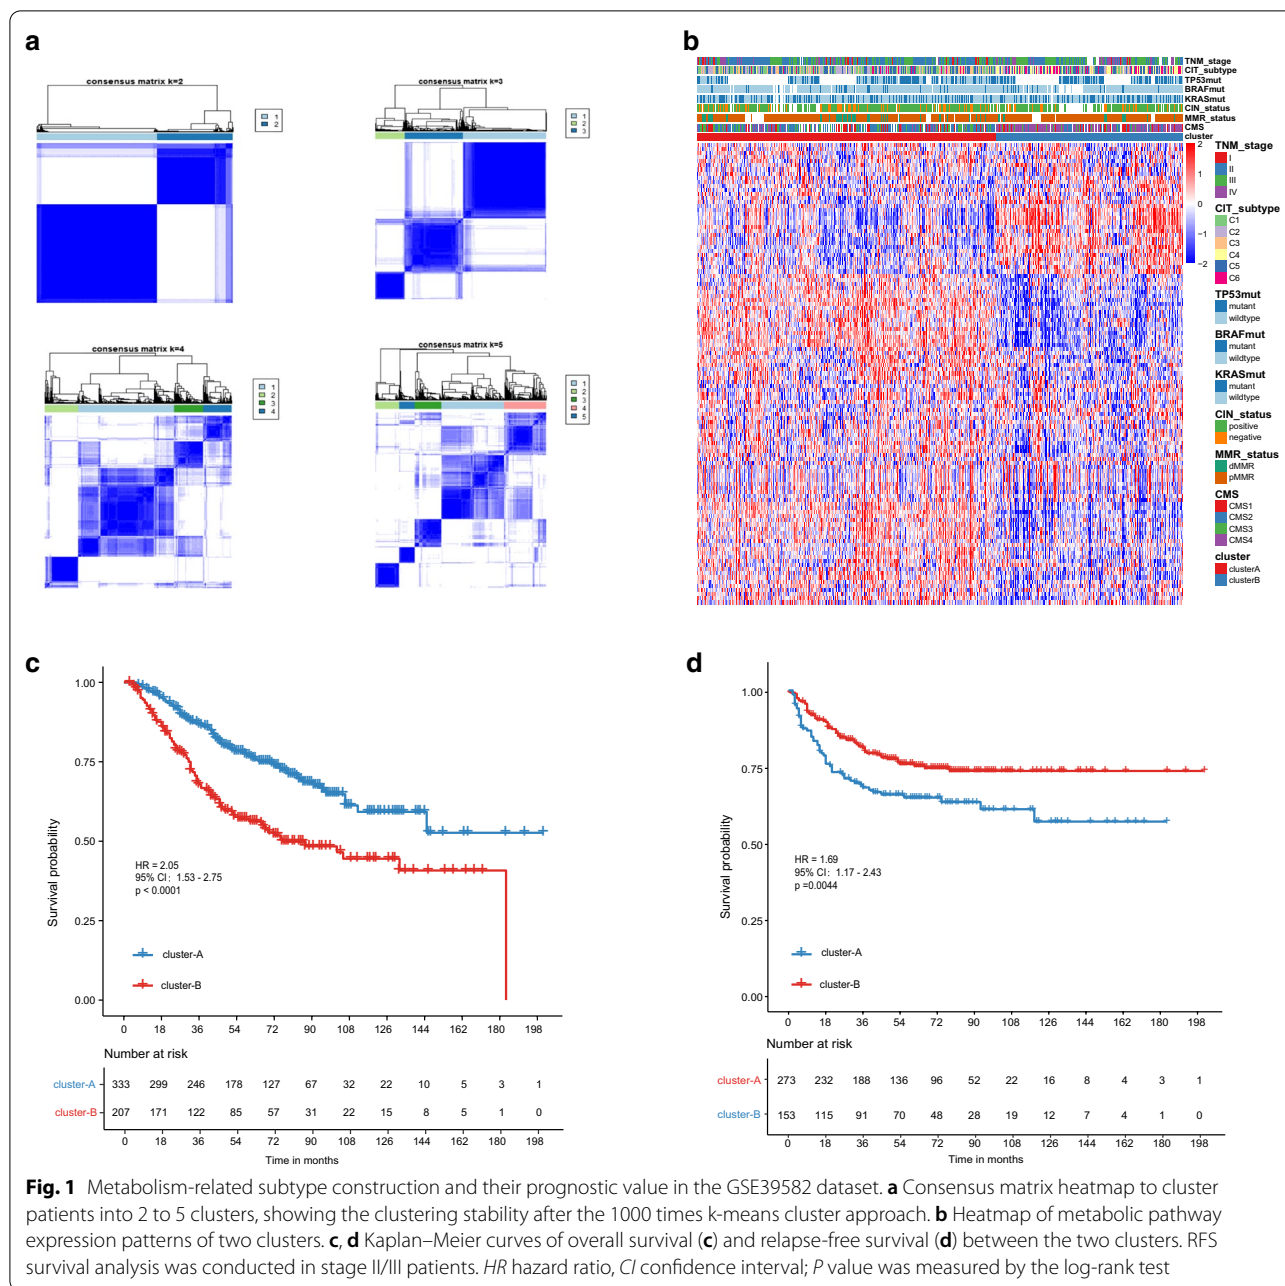 a
consensus matrix k=2
1
2
consensus matrix k=3
1
2
3
consensus matrix k=4
1
2
3
4
consensus matrix k=5
1
2
3
4
5
b
TNM_stage
CIT_subtype
TP53mut
BRAFmut
KRASmut
CIN_status
MMR_status
CMS
cluster
2
1
0
−1
−2
TNM_stage
I
II
III
IV
CIT_subtype
C1
C2
C3
C4
C5
C6
TP53mut
mutant
wildtype
BRAFmut
mutant
wildtype
KRASmut
mutant
wildtype
CIN_status
positive
negative
MMR_status
dMMR
pMMR
CMS
CMS1
CMS2
CMS3
CMS4
cluster
clusterA
clusterB
c
Survival probability
1.00
0.75
0.50
0.25
0.00
HR = 2.05
95% CI: 1.53 - 2.75
p < 0.0001
cluster-A
cluster-B
0 18 36 54 72 90 108 126 144 162 180 198
Number at risk
cluster-A 333 299 246 178 127 67 32 22 10 5 3 1
cluster-B 207 171 122 85 57 31 22 15 8 5 1 0
0 18 36 54 72 90 108 126 144 162 180 198
Time in months
d
Survival probability
1.00
0.75
0.50
0.25
0.00
HR = 1.69
95% CI: 1.17 - 2.43
p =0.0044
cluster-A
cluster-B
0 18 36 54 72 90 108 126 144 162 180 198
Number at risk
cluster-A 273 232 188 136 96 52 22 16 8 4 3 1
cluster-B 153 115 91 70 48 28 19 12 7 4 1 0
0 18 36 54 72 90 108 126 144 162 180 198
Time in months
Fig. 1 Metabolism-related subtype construction and their prognostic value in the GSE39582 dataset. a Consensus matrix heatmap to cluster
patients into 2 to 5 clusters, showing the clustering stability after the 1000 times k-means cluster approach. b Heatmap of metabolic pathway
expression patterns of two clusters. c, d Kaplan–Meier curves of overall survival (c) and relapse-free survival (d) between the two clusters. RFS
survival analysis was conducted in stage II/III patients. HR hazard ratio, CI confidence interval; P value was measured by the log-rank test